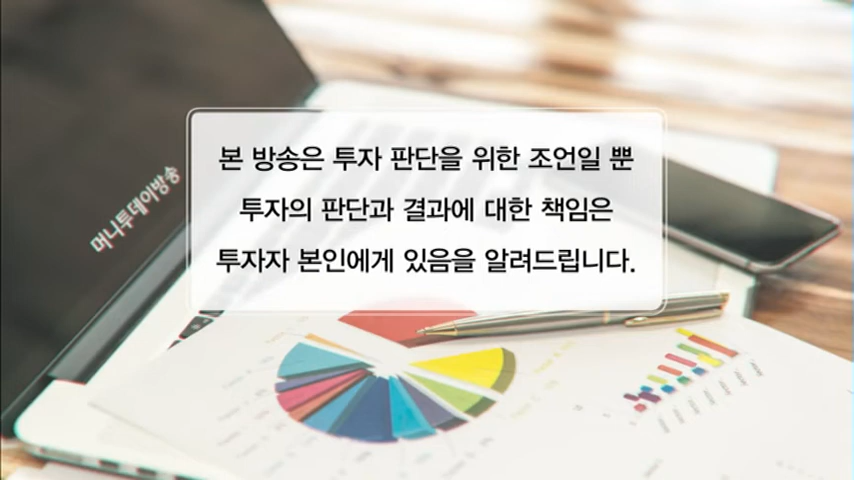 본 방송은 투자 판단을 위한 조언일 뿐
투자의 판단과 결과에 대한 책임은
투자자 본인에게 있음을 알려드립니다.
머니투데이방송